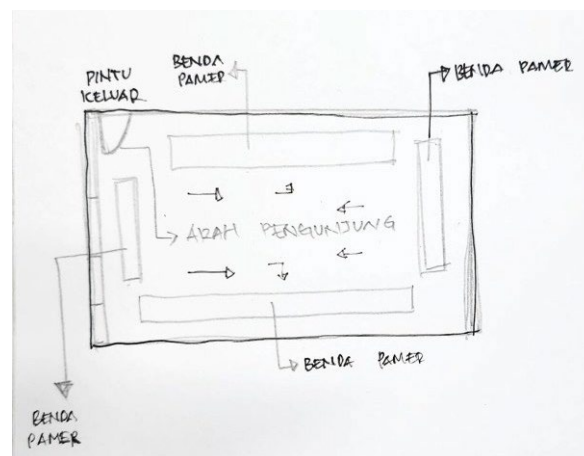 BENDA
PAMER
PINTU
KELUAR
BENDA PAMER
ARAH PENGUNJUNG
BENDA PAMER
BENDA
PAMER